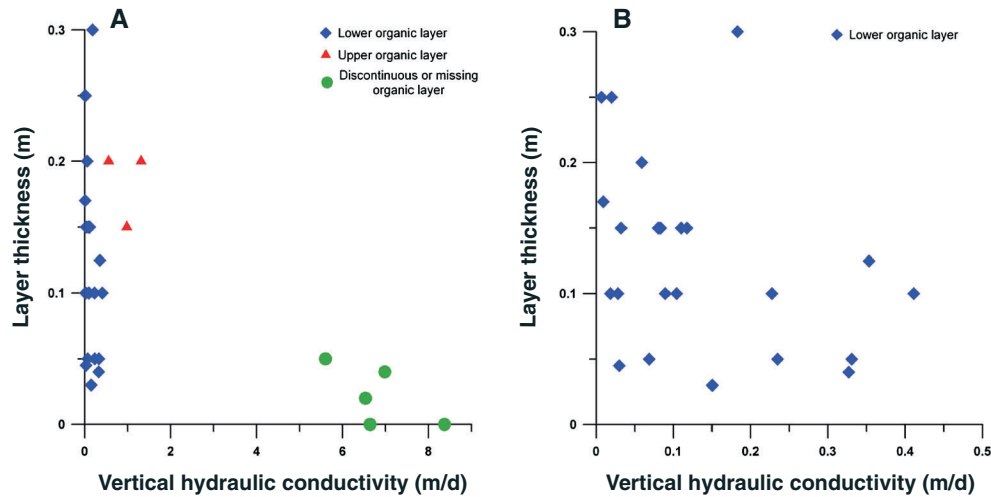 A
Lower organic layer
Upper organic layer
Discontinuous or missing
organic layer
0.3
0.2
0.1
0
Layer thickness (m)
0
2
4
6
8
Vertical hydraulic conductivity (m/d)
B
Lower organic layer
0.3
0.2
0.1
0
Layer thickness (m)
0
0.1
0.2
0.3
0.4
0.5
Vertical hydraulic conductivity (m/d)